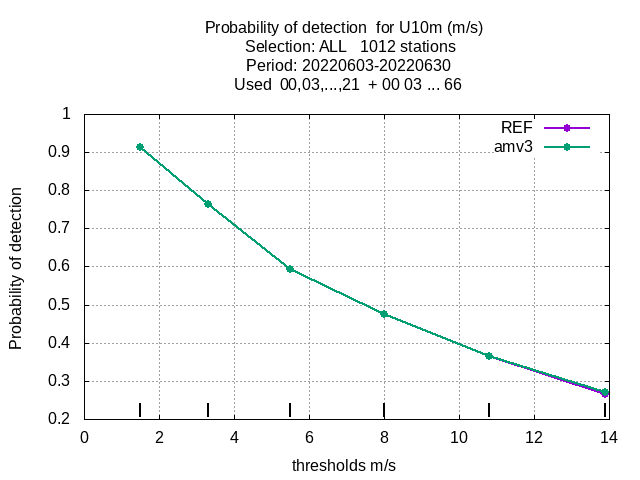 Probability of detection  for U10m (m/s)
Selection: ALL   1012 stations
Period: 20220603-20220630
Used  00,03,...,21  + 00 03 ... 66
REF
amv3
1
0.9
0.8
0.7
0.6
0.5
0.4
0.3
0.2
Probability of detection
0 2 4 6 8 10 12 14
thresholds m/s